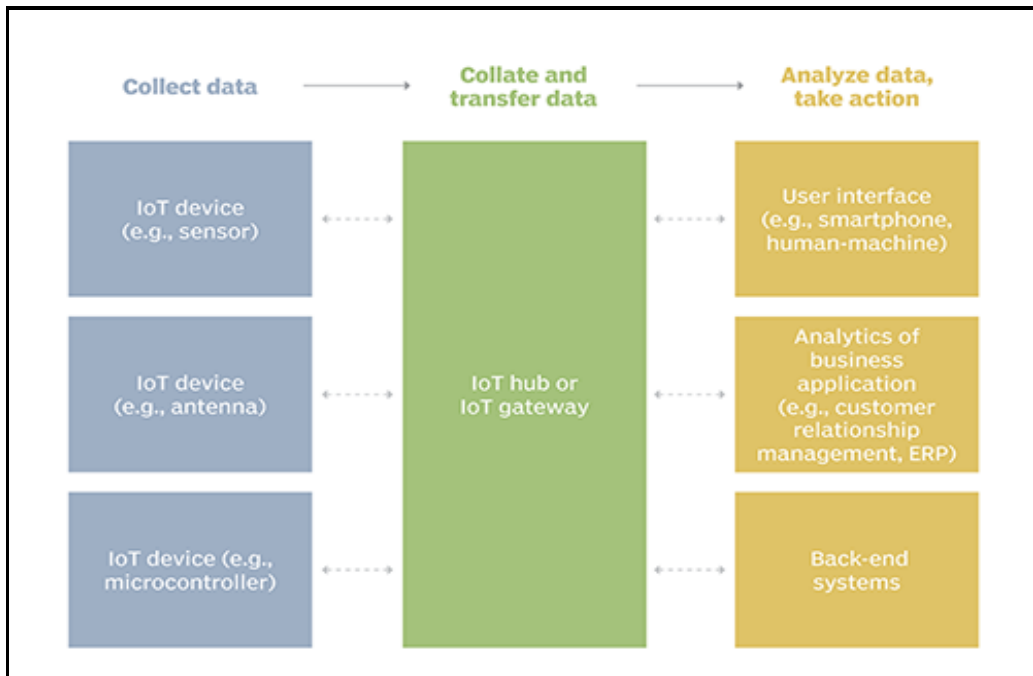 Collect data
Collate and
transfer data
Analyze data,
take action
IoT device
(e.g., sensor)
IoT device
(e.g., antenna)
IoT device (e.g.,
microcontroller)
IoT hub or
IoT gateway
User interface
(e.g., smartphone,
human-machine)
Analytics of
business
application
(e.g., customer
relationship
management, ERP)
Back-end
systems